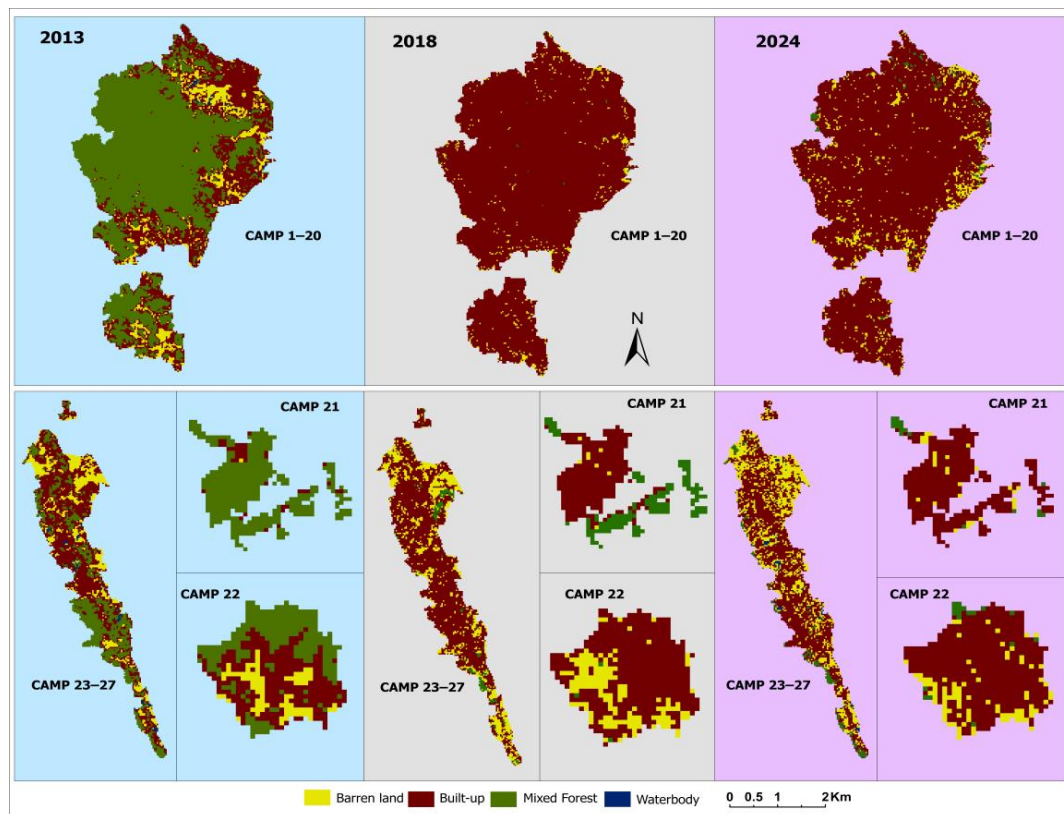 2013
2018
2024
CAMP 1–20
CAMP 1–20
CAMP 1–20
N
CAMP 21
CAMP 21
CAMP 21
CAMP 22
CAMP 22
CAMP 22
CAMP 23–27
CAMP 23–27
CAMP 23–27
Barren land Built-up Mixed Forest Waterbody
0 0.5 1 2Km